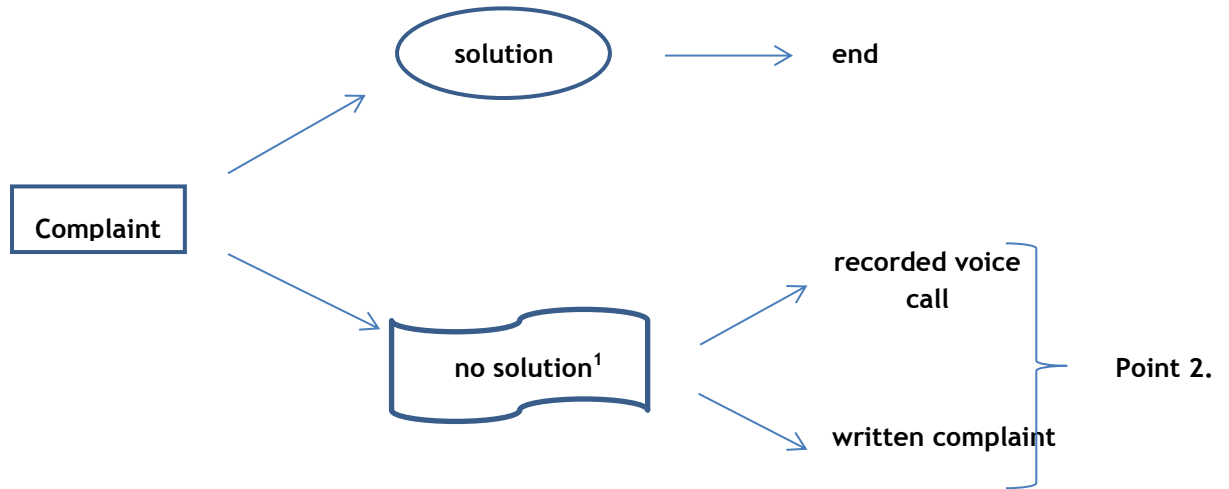 solution
end
Complaint
recorded voice
call
no solution¹
Point 2.
written complaint